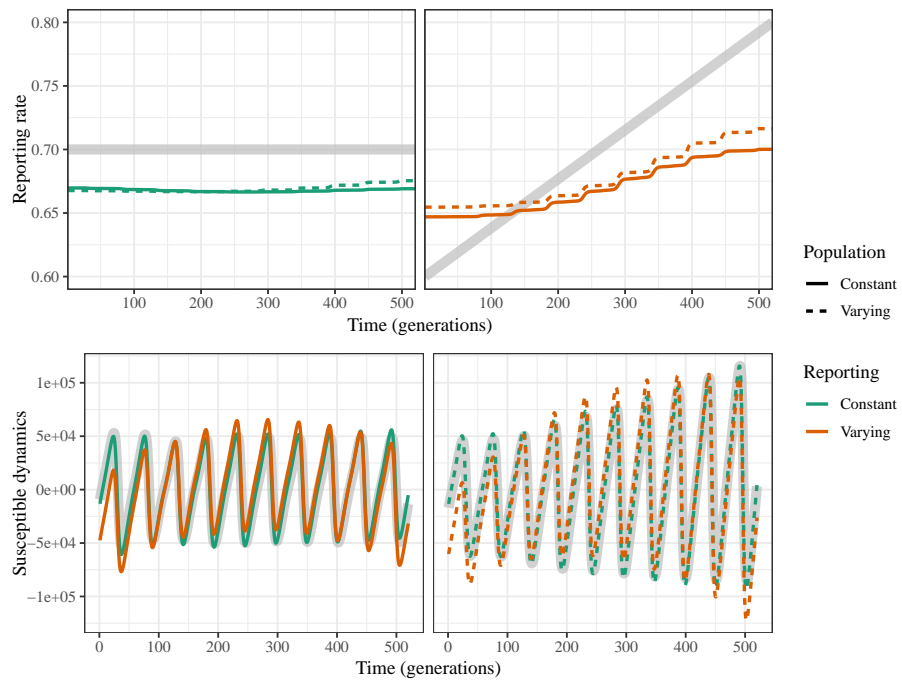 0.80
0.75
0.70
0.65
0.60
Reporting rate
100 200 300 400 500 100 200 300 400 500
Time (generations)
Population
Constant
Varying
Reporting
Constant
Varying
1e+05
5e+04
0e+00
−5e+04
−1e+05
Susceptible dynamics
0 100 200 300 400 500 0 100 200 300 400 500
Time (generations)